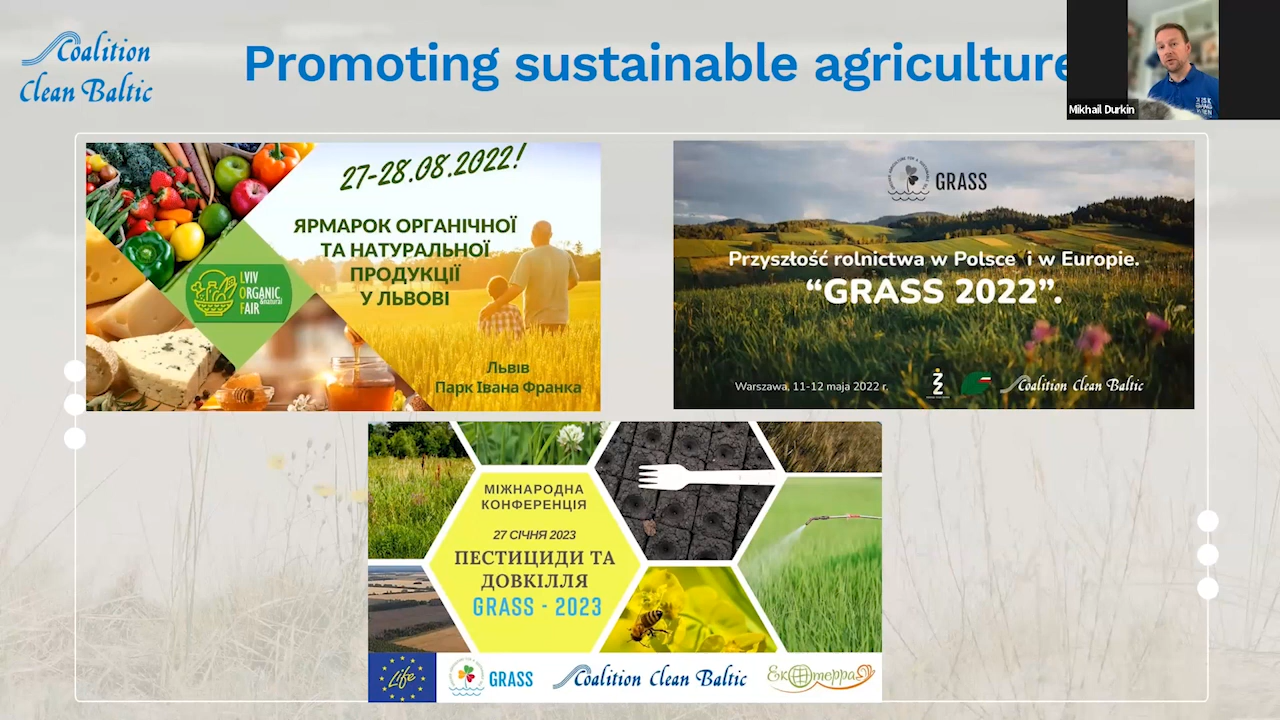 Coalition
Clean Baltic
Promoting sustainable agriculture
Mikhail Durkin
27-28.08.2022!
ЯРМАРОК ОРГАНІЧНОЇ
ТА НАТУРАЛЬНОЇ
ПРОДУКЦІЇ
У ЛЬВОВІ
LVIV
ORGANIC
&natural
FAIR
Львів
Парк Івана Франка
GRASS
Przyszłość rolnictwa w Polsce i w Europie.
“GRASS 2022”.
Warszawa, 11-12 maja 2022 r.
Coalition Clean Baltic
МІЖНАРОДНА
КОНФЕРЕНЦІЯ
27 СІЧНЯ 2023
ПЕСТИЦИДИ ТА
ДОВКІЛЛЯ
GRASS - 2023
Life
GRASS
Coalition Clean Baltic
Екотерра